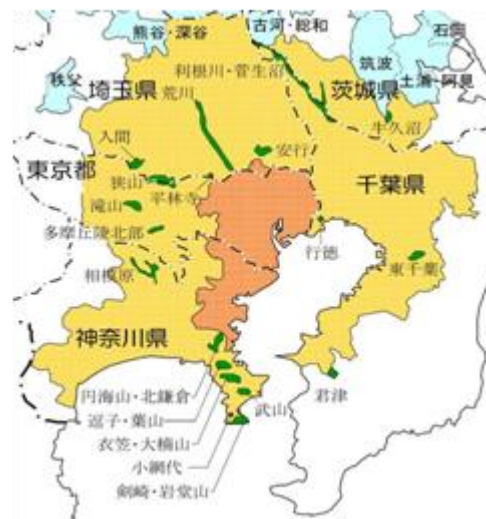 熊谷・深谷
古河・総和
石岡
筑波
秩父
利根川・菅生沼
土浦・阿見
埼玉県
荒川
茨城県
牛久沼
入間
安行
東京都
狭山
平林寺
千葉県
滝山
多摩丘陵北部
行徳
東千葉
相模原
神奈川県
円海山・北鎌倉
武山
君津
逗子・葉山
衣笠・大楠山
小網代
剣崎・岩堂山